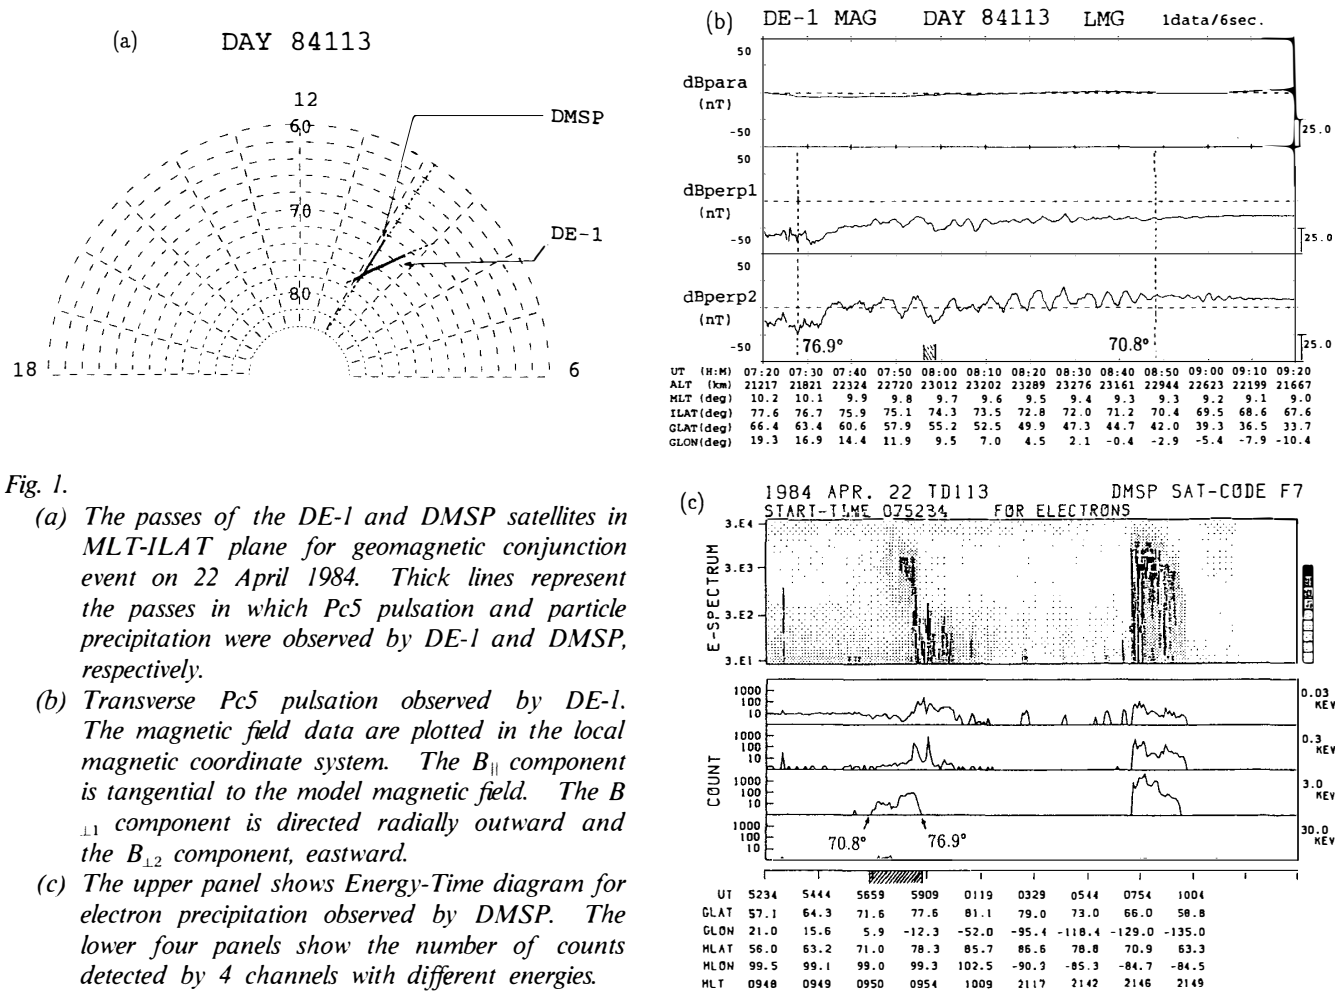 (a) DAY 84113
12
60
DMSP
70
DE-1
80
18 6
Fig. 1.
(a) The passes of the DE-1 and DMSP satellites in
MLT-ILAT plane for geomagnetic conjunction
event on 22 April 1984. Thick lines represent
the passes in which Pc5 pulsation and particle
precipitation were observed by DE-1 and DMSP,
respectively.
(b) Transverse Pc5 pulsation observed by DE-1.
The magnetic field data are plotted in the local
magnetic coordinate system. The B|| component
is tangential to the model magnetic field. The B
⊥1 component is directed radially outward and
the B⊥2 component, eastward.
(c) The upper panel shows Energy-Time diagram for
electron precipitation observed by DMSP. The
lower four panels show the number of counts
detected by 4 channels with different energies.
(b) DE-1 MAG DAY 84113 LMG 1data/6sec.
50
dBpara
(nT)
-50
25.0
50
dBperp1
(nT)
-50
25.0
50
dBperp2
(nT)
-50
76.9° 70.8°
25.0
UT (H:M) 07:20 07:30 07:40 07:50 08:00 08:10 08:20 08:30 08:40 08:50 09:00 09:10 09:20
ALT (km) 21217 21821 22324 22720 23012 23202 23289 23276 23161 22944 22623 22199 21667
MLT (deg) 10.2 10.1 9.9 9.8 9.7 9.6 9.5 9.4 9.3 9.3 9.2 9.1 9.0
ILAT(deg) 77.6 76.7 75.9 75.1 74.3 73.5 72.8 72.0 71.2 70.4 69.5 68.6 67.6
GLAT(deg) 66.4 63.4 60.6 57.9 55.2 52.5 49.9 47.3 44.7 42.0 39.3 36.5 33.7
GLON(deg) 19.3 16.9 14.4 11.9 9.5 7.0 4.5 2.1 -0.4 -2.9 -5.4 -7.9 -10.4
(c) 1984 APR. 22 TD113 DMSP SAT-CODE F7
START-TIME 075234 FOR ELECTRONS
E-SPECTRUM
3.E4
3.E3
3.E2
3.E1
COUNT
1000
100
10
0.03
KEV
1000
100
10
0.3
KEV
1000
100
10
3.0
KEV
1000
100
10
30.0
KEV
70.8° 76.9°
UT 5234 5444 5659 5909 0119 0329 0544 0754 1004
GLAT 57.1 64.3 71.6 77.6 81.1 79.0 73.0 66.0 58.8
GLON 21.0 15.6 5.9 -12.3 -52.0 -95.4 -118.4 -129.0 -135.0
MLAT 56.0 63.2 71.0 78.3 85.7 86.6 78.8 70.9 63.3
MLON 99.5 99.1 99.0 99.3 102.5 -90.3 -85.3 -84.7 -84.5
MLT 0948 0949 0950 0954 1009 2117 2142 2146 2149